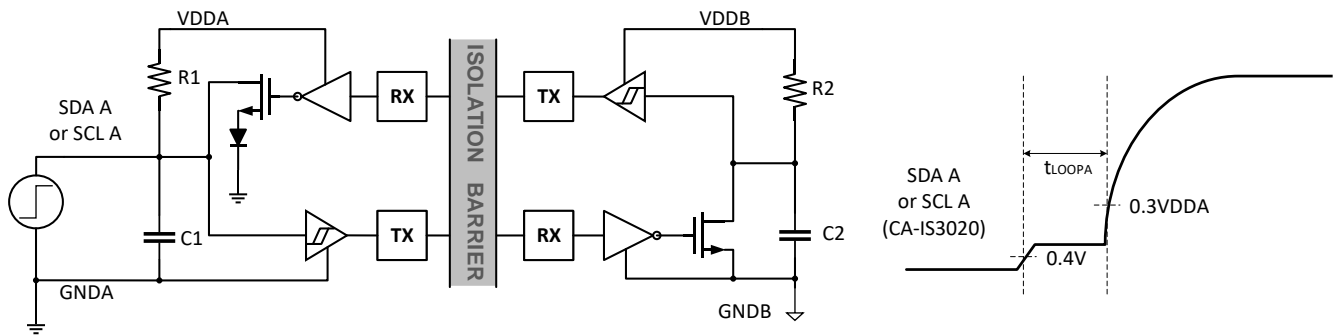 VDDA
VDDB
R1
RX
ISOLATION BARRIER
TX
R2
SDA A
or SCL A
C1
TX
RX
C2
GNDA
GNDB
tLOOPA
SDA A
or SCL A
(CA-IS3020)
0.3VDDA
0.4V